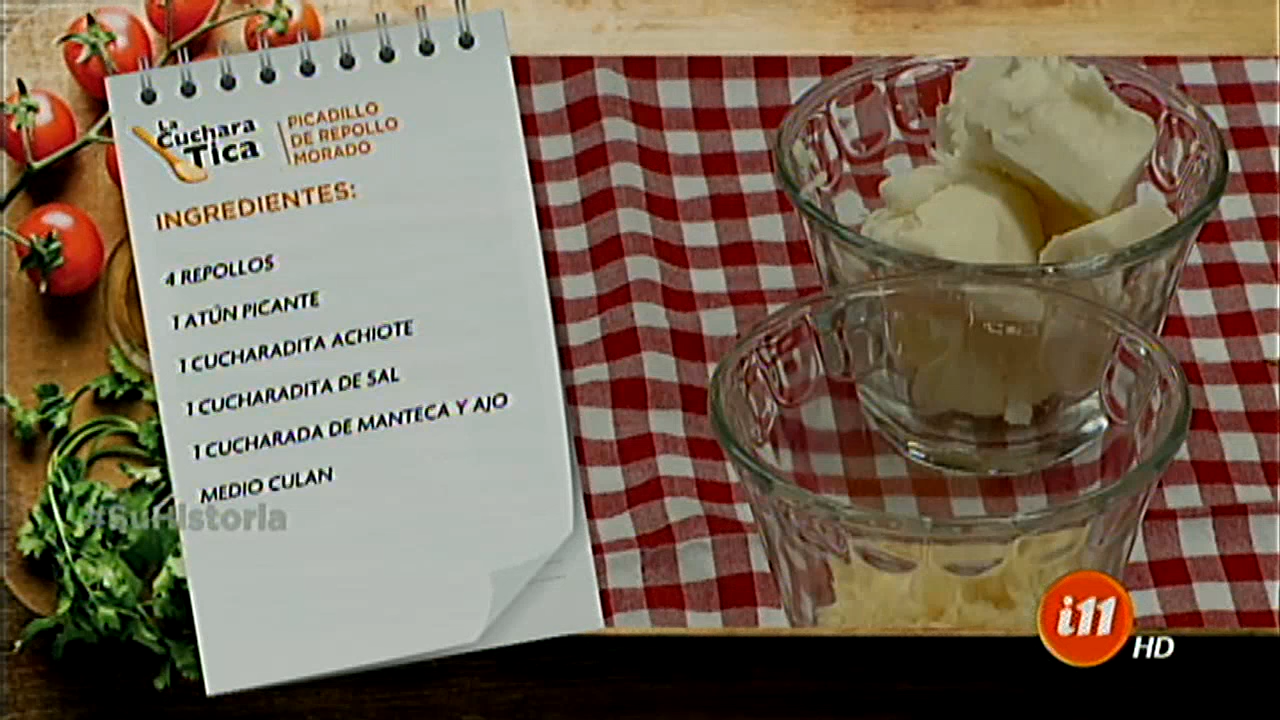 La
Cuchara
Tica
PICADILLO
DE REPOLLO
MORADO
INGREDIENTES:
4 REPOLLOS
1 ATÚN PICANTE
1 CUCHARADITA ACHIOTE
1 CUCHARADITA DE SAL
1 CUCHARADA DE MANTECA Y AJO
MEDIO CULAN
#SuHistoria
i11
HD